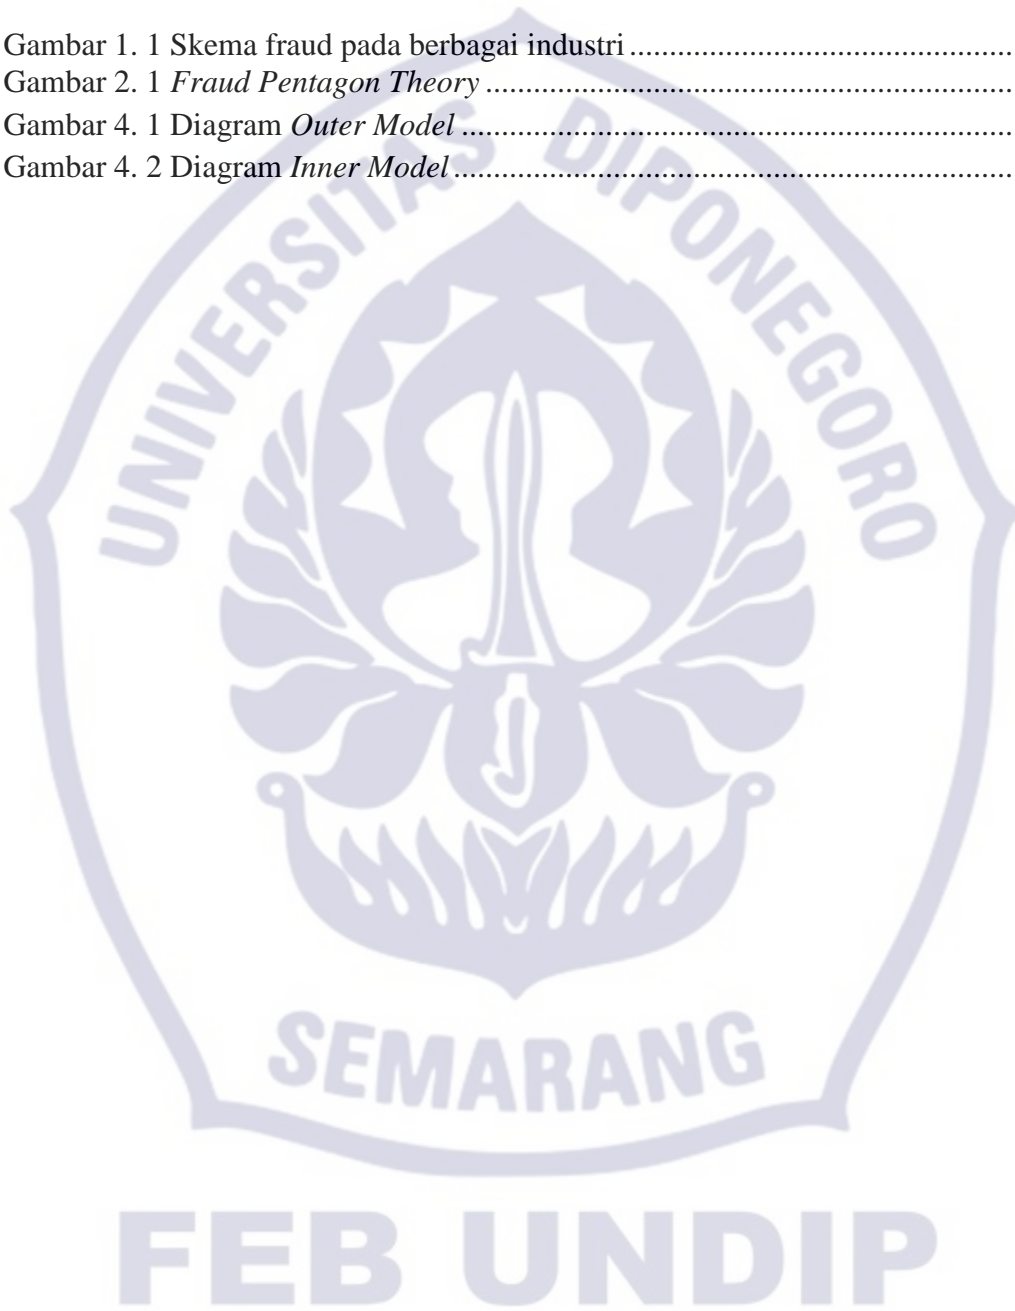 Gambar 1. 1 Skema fraud pada berbagai industri ..........................................
Gambar 2. 1 Fraud Pentagon Theory ..........................................................
Gambar 4. 1 Diagram Outer Model .............................................................
Gambar 4. 2 Diagram Inner Model .............................................................
UNIVERSITAS DIPONEGORO
SEMARANG
FEB UNDIP